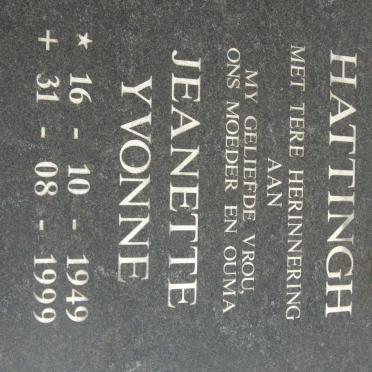 HATTINGH
MET TERE HERINNERING
AAN
MY GELIEFDE VROU,
ONS MOEDER EN OUMA
JEANETTE
YVONNE
★ 16 - 10 - 1949
+ 31 - 08 - 1999